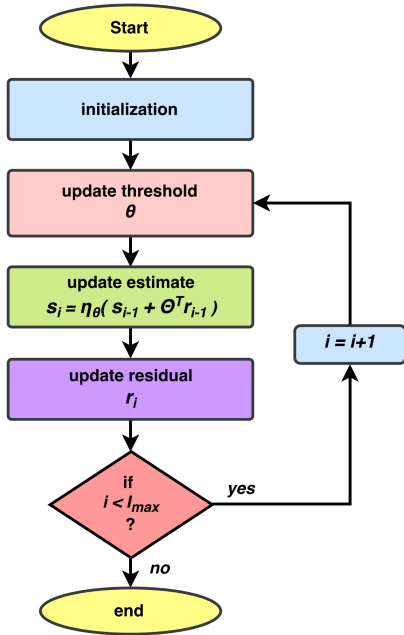 Start
initialization
update threshold
θ
update estimate
sᵢ = η_θ( sᵢ₋₁ + Θᵀrᵢ₋₁ )
update residual
rᵢ
i = i+1
if
i < I_max
?
yes
no
end